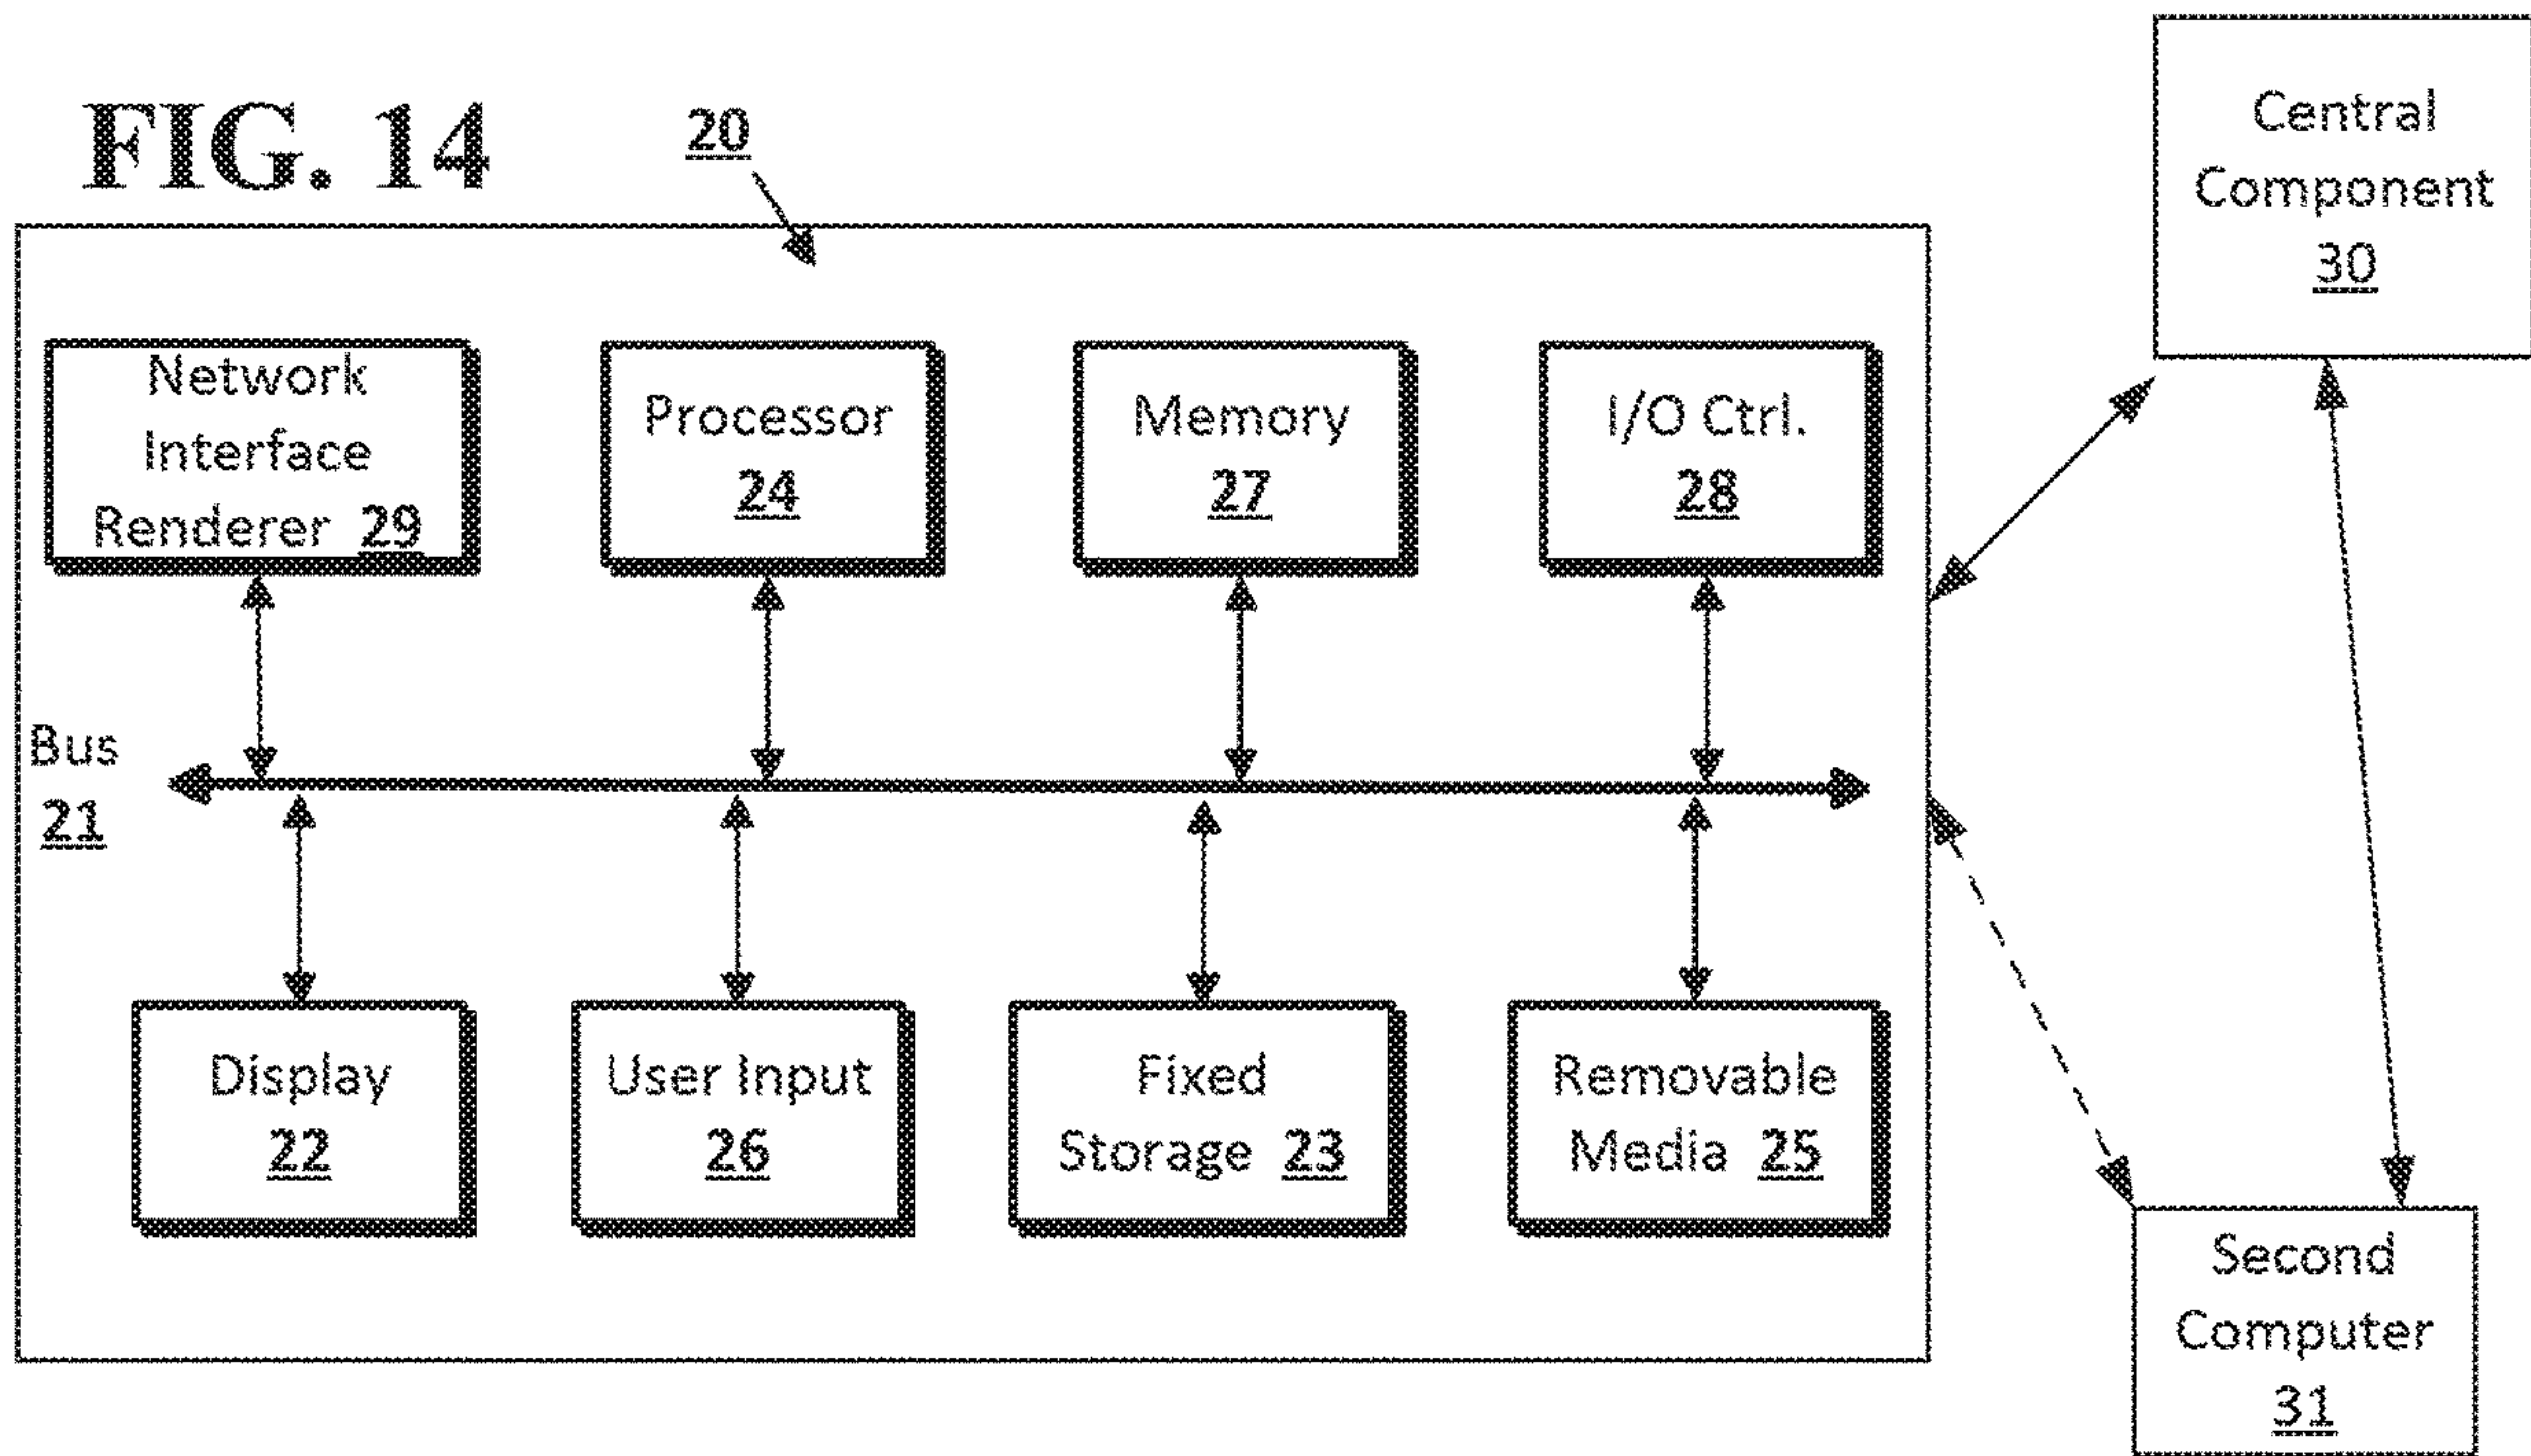 FIG. 14
20
Central
Component
30
Network
Interface
Renderer 29
Processor
24
Memory
27
I/O Ctrl.
28
Bus
21
Display
22
User Input
26
Fixed
Storage 23
Removable
Media 25
Second
Computer
31